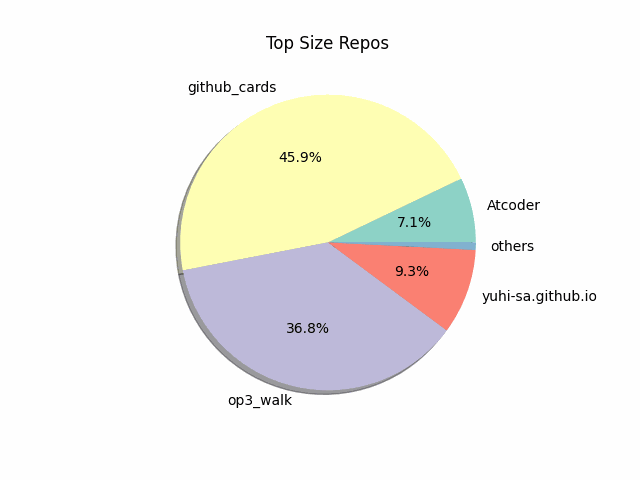 Top Size Repos
github_cards
45.9%
Atcoder
7.1%
others
9.3%
yuhi-sa.github.io
36.8%
op3_walk